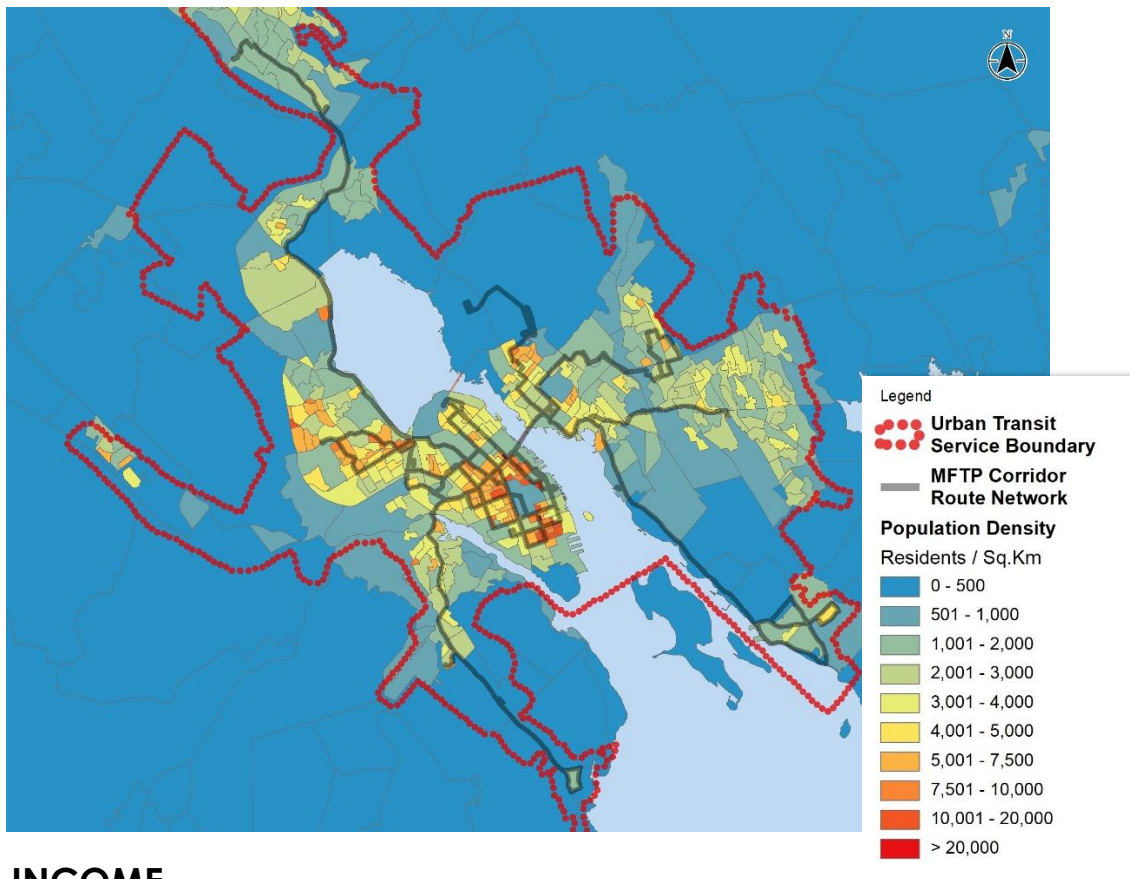 N
Legend
Urban Transit
Service Boundary
MFTP Corridor
Route Network
Population Density
Residents / Sq.Km
0 - 500
501 - 1,000
1,001 - 2,000
2,001 - 3,000
3,001 - 4,000
4,001 - 5,000
5,001 - 7,500
7,501 - 10,000
10,001 - 20,000
> 20,000
INCOME